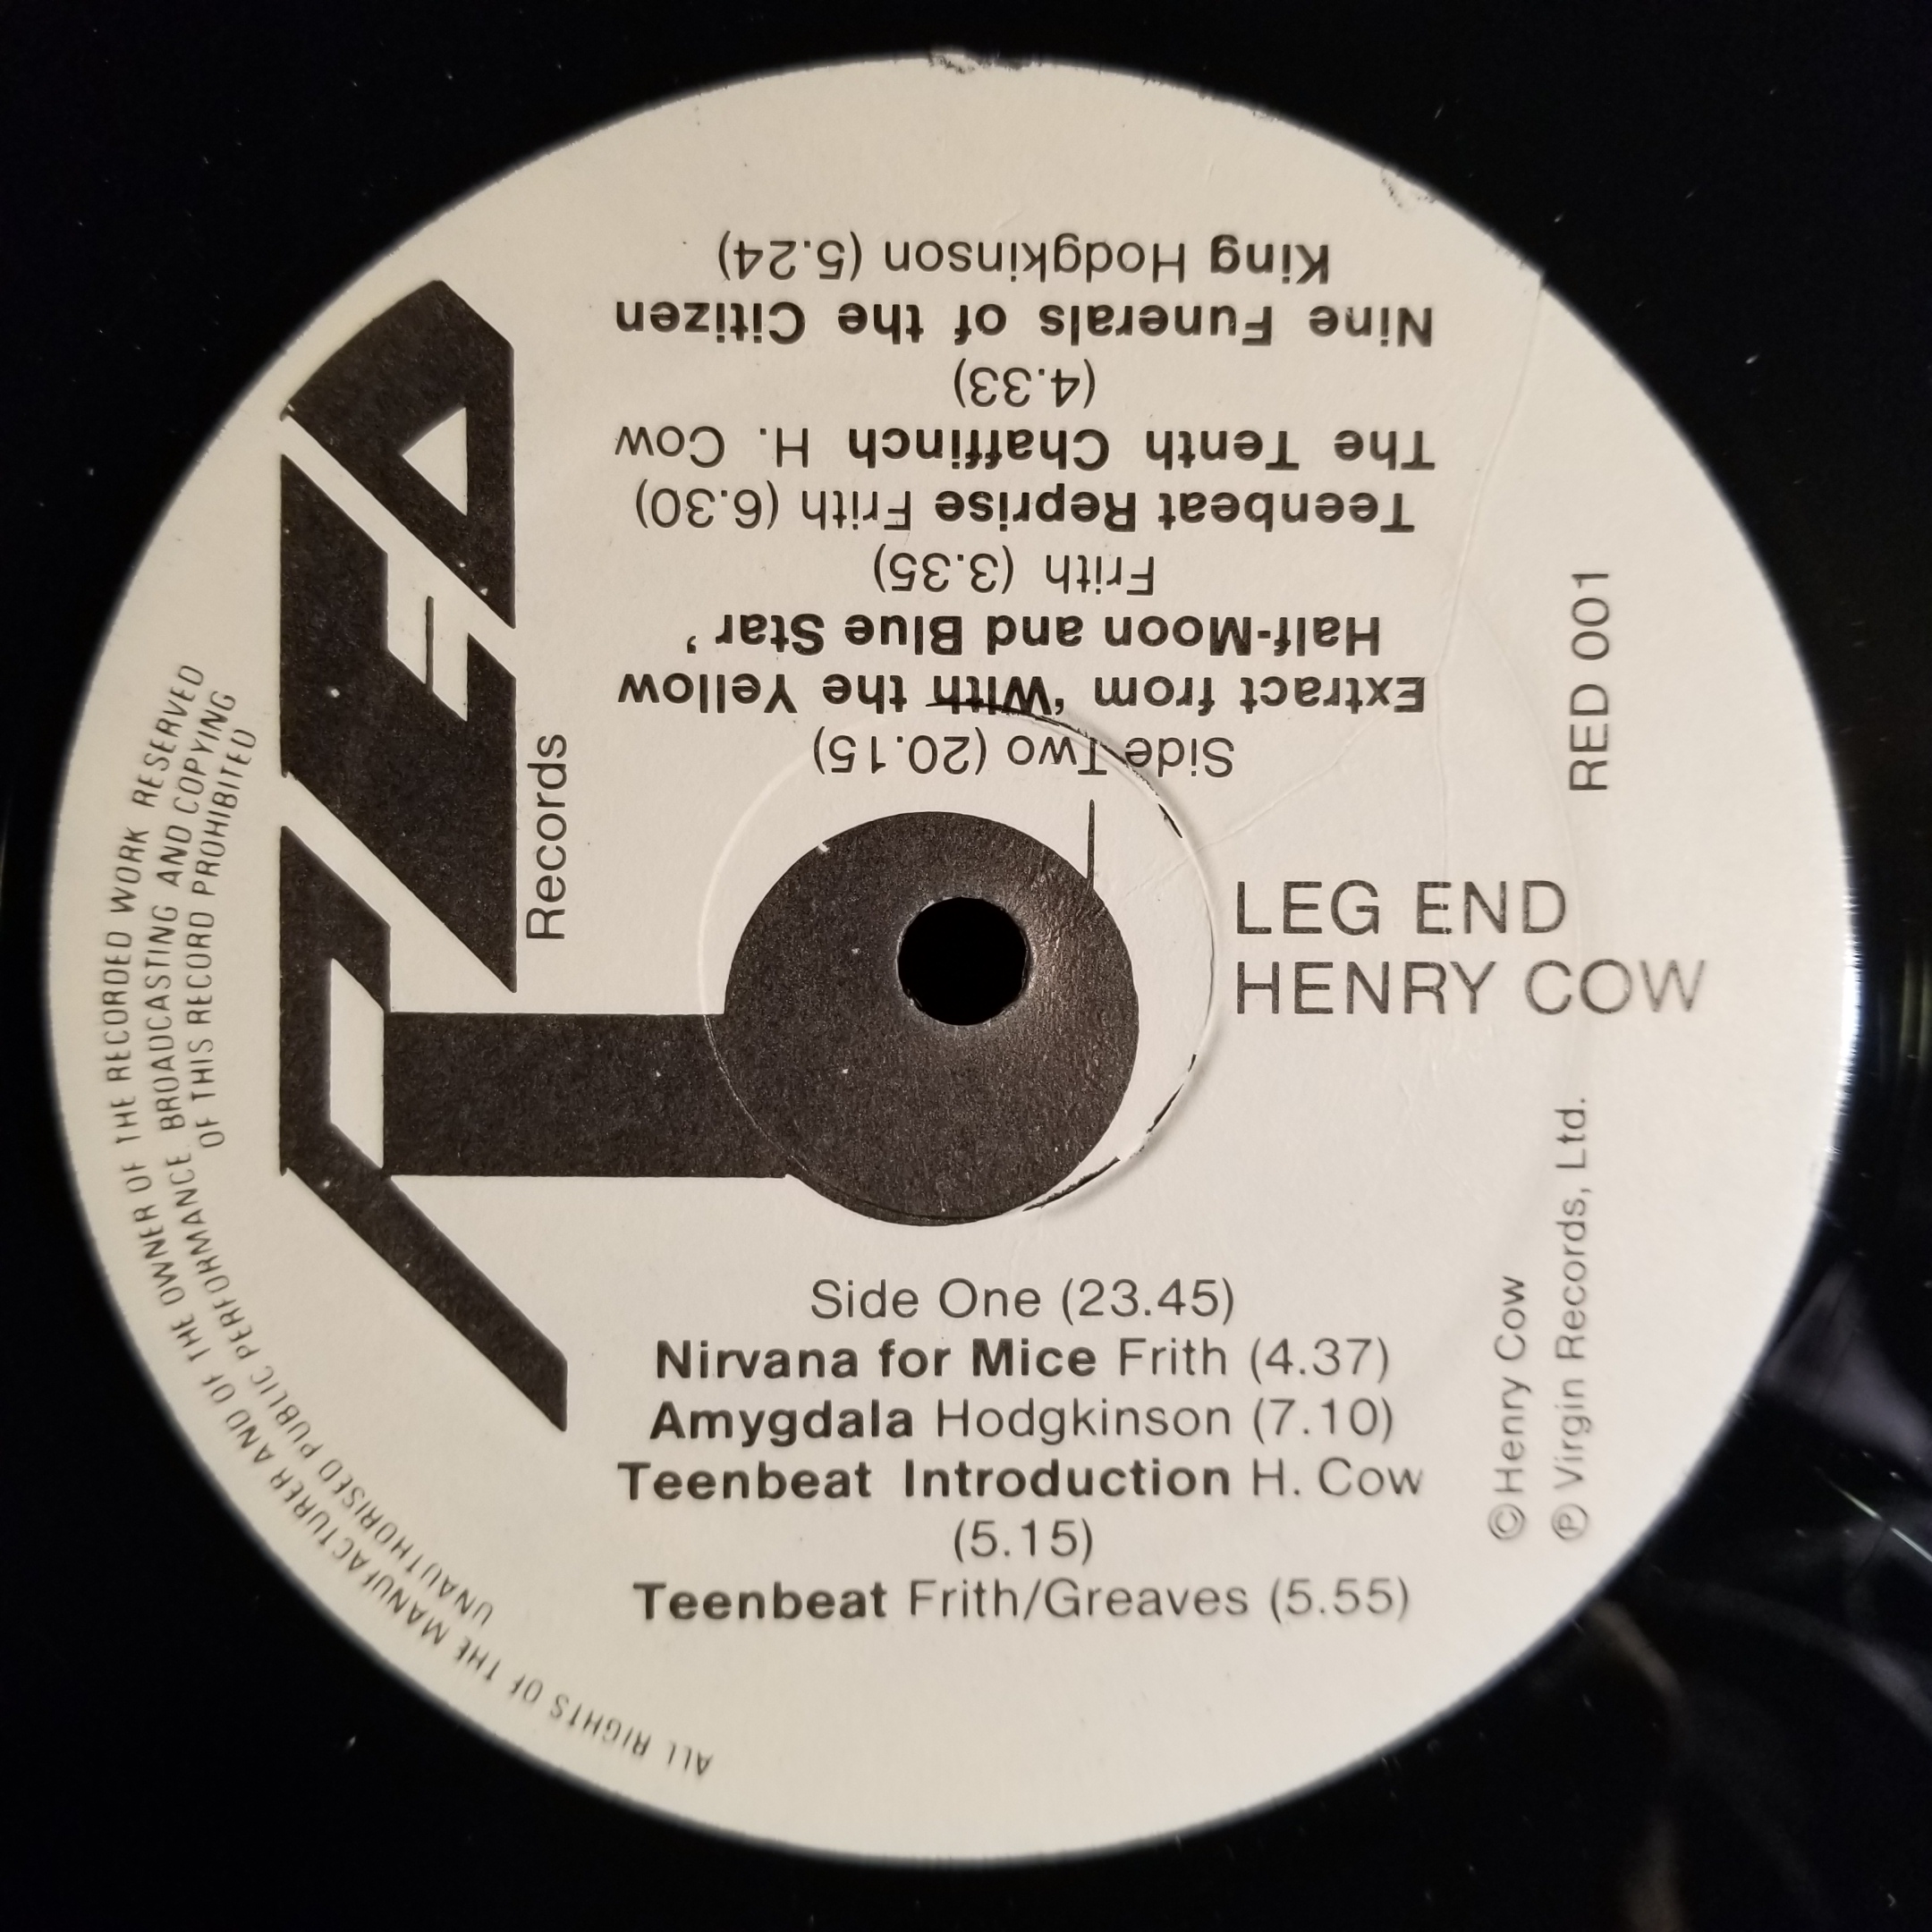 RED
Records
LEG END
HENRY COW
RED 001
Side One (23.45)
Nirvana for Mice Frith (4.37)
Amygdala Hodgkinson (7.10)
Teenbeat Introduction H. Cow
(5.15)
Teenbeat Frith/Greaves (5.55)
Side Two (20.15)
Extract from ‘With the Yellow
Half-Moon and Blue Star’
Frith (3.35)
Teenbeat Reprise Frith (6.30)
The Tenth Chaffinch H. Cow
(4.33)
Nine Funerals of the Citizen
King Hodgkinson (5.24)
©Henry Cow
℗ Virgin Records, Ltd.
ALL RIGHTS OF THE MANUFACTURER AND OF THE OWNER OF THE RECORDED WORK RESERVED
UNAUTHORISED PUBLIC PERFORMANCE BROADCASTING AND COPYING
OF THIS RECORD PROHIBITED